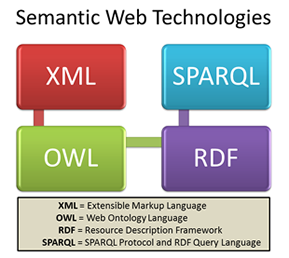 Semantic Web Technologies
XML
SPARQL
OWL
RDF
XML = Extensible Markup Language
OWL = Web Ontology Language
RDF = Resource Description Framework
SPARQL = SPARQL Protocol and RDF Query Language